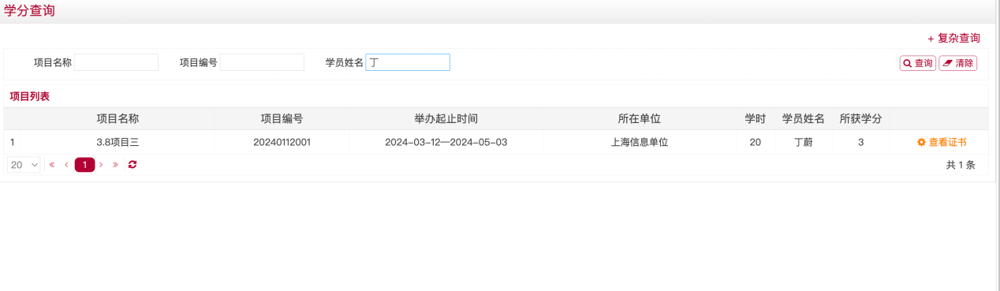 学分查询
+ 复杂查询
项目名称 项目编号 学员姓名 丁 查询 清除
项目列表
项目名称 项目编号 举办起止时间 所在单位 学时 学员姓名 所获学分
1 3.8项目三 20240112001 2024-03-12—2024-05-03 上海信息单位 20 丁蔚 3 查看证书
20 « ‹ 1 › » 共 1 条